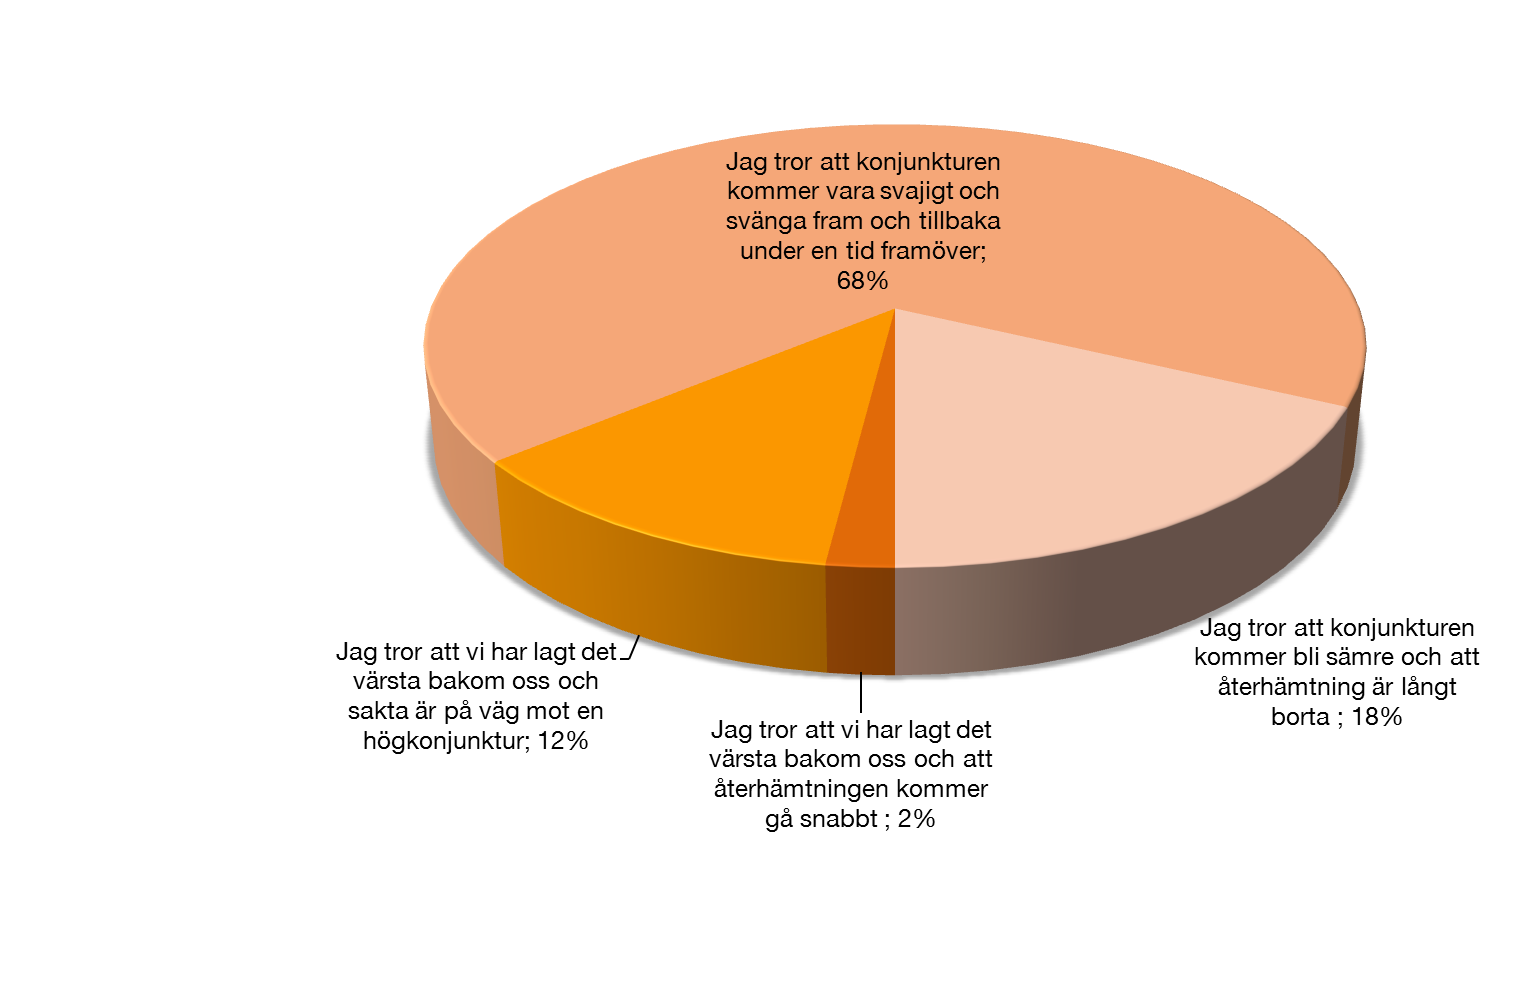 Jag tror att konjunkturen
kommer vara svajigt och
svänga fram och tillbaka
under en tid framöver;
68%
Jag tror att konjunkturen
kommer bli sämre och att
återhämtning är långt
borta ; 18%
Jag tror att vi har lagt det
värsta bakom oss och
sakta är på väg mot en
högkonjunktur; 12%
Jag tror att vi har lagt det
värsta bakom oss och att
återhämtningen kommer
gå snabbt ; 2%